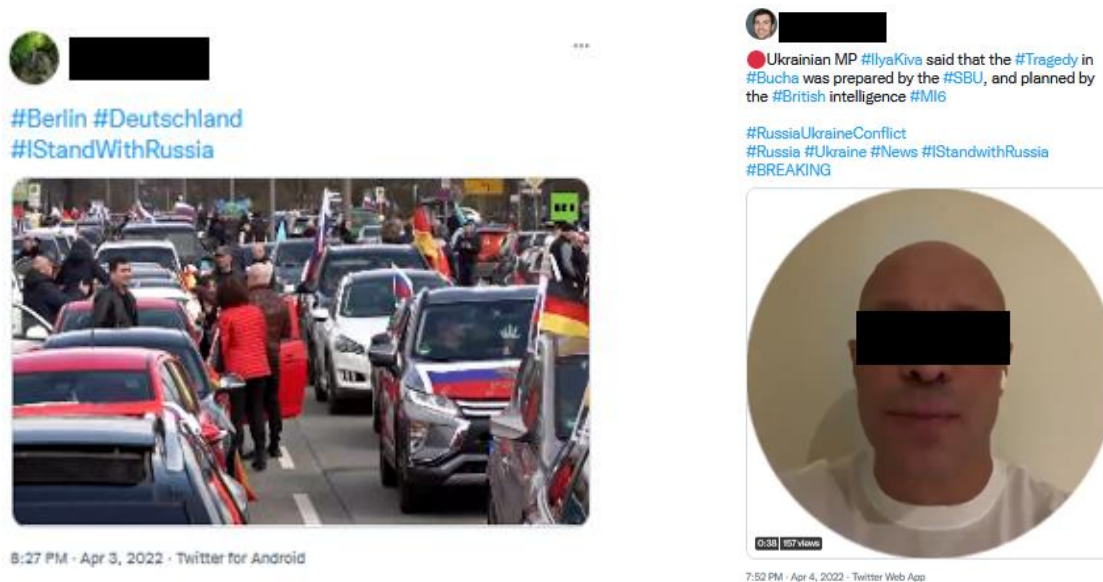 #Berlin #Deutschland
#IStandWithRussia
8:27 PM · Apr 3, 2022 · Twitter for Android
🔴Ukrainian MP #IlyaKiva said that the #Tragedy in
#Bucha was prepared by the #SBU, and planned by
the #British intelligence #MI6
#RussiaUkraineConflict
#Russia #Ukraine #News #IStandwithRussia
#BREAKING
0:38 157 views
7:52 PM · Apr 4, 2022 · Twitter Web App